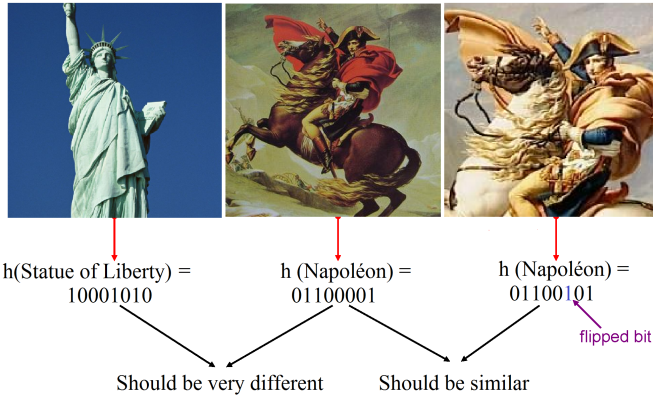 h(Statue of Liberty) =
10001010
h (Napoléon) =
01100001
h (Napoléon) =
01100101
flipped bit
Should be very different
Should be similar